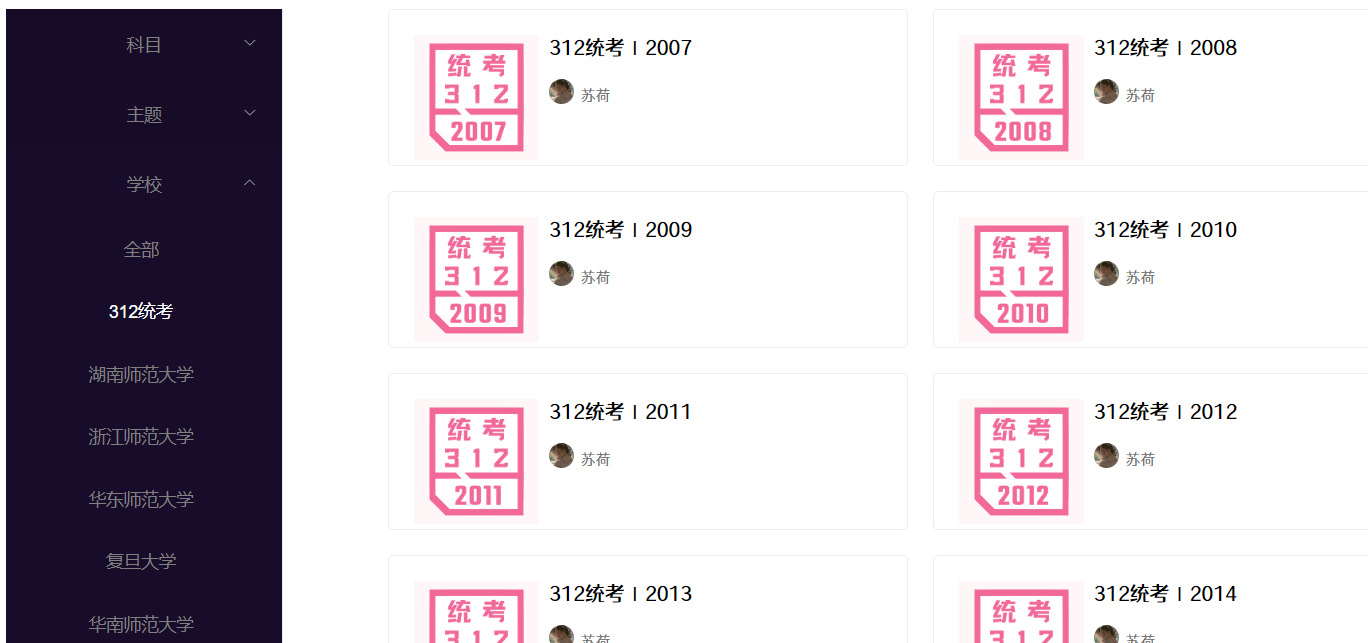 科目
主题
学校
全部
312统考
湖南师范大学
浙江师范大学
华东师范大学
复旦大学
华南师范大学
统考
312
2007
312统考 | 2007
苏荷
统考
312
2008
312统考 | 2008
苏荷
统考
312
2009
312统考 | 2009
苏荷
统考
312
2010
312统考 | 2010
苏荷
统考
312
2011
312统考 | 2011
苏荷
统考
312
2012
312统考 | 2012
苏荷
统考
312
312统考 | 2013
苏荷
统考
312
312统考 | 2014
苏荷